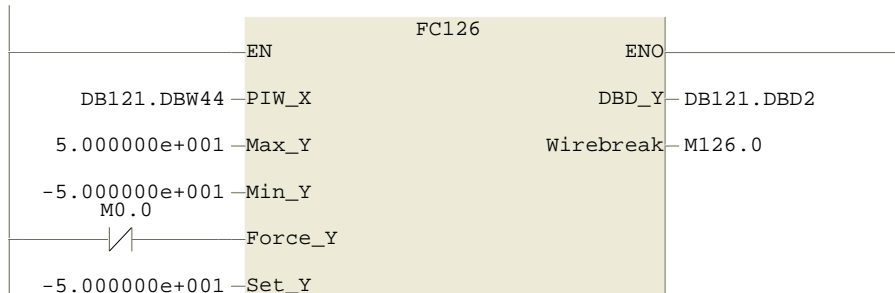 FC126
EN ENO
DB121.DBW44 PIW_X DBD_Y DB121.DBD2
5.000000e+001 Max_Y Wirebreak M126.0
-5.000000e+001 Min_Y
M0.0
Force_Y
-5.000000e+001 Set_Y